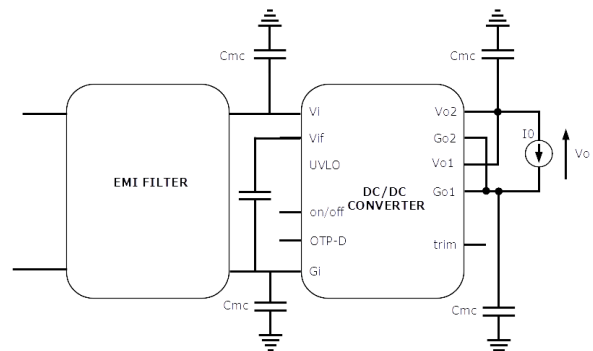 Cmc
Cmc
Vi
Vo2
Vif
Go2
I0
UVLO
Vo1
Vo
EMI FILTER
DC/DC
CONVERTER
Go1
on/off
OTP-D
trim
Gi
Cmc
Cmc